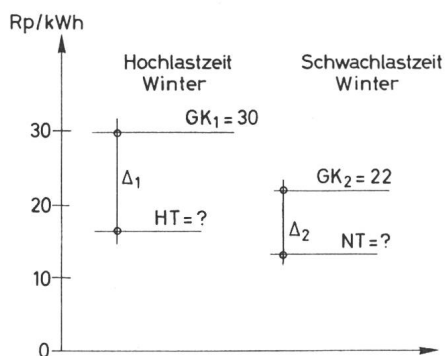 Rp/kWh
Hochlastzeit
Winter
Schwachlastzeit
Winter
30
GK₁ = 30
Δ₁
GK₂ = 22
20
HT = ?
Δ₂
NT = ?
10
0